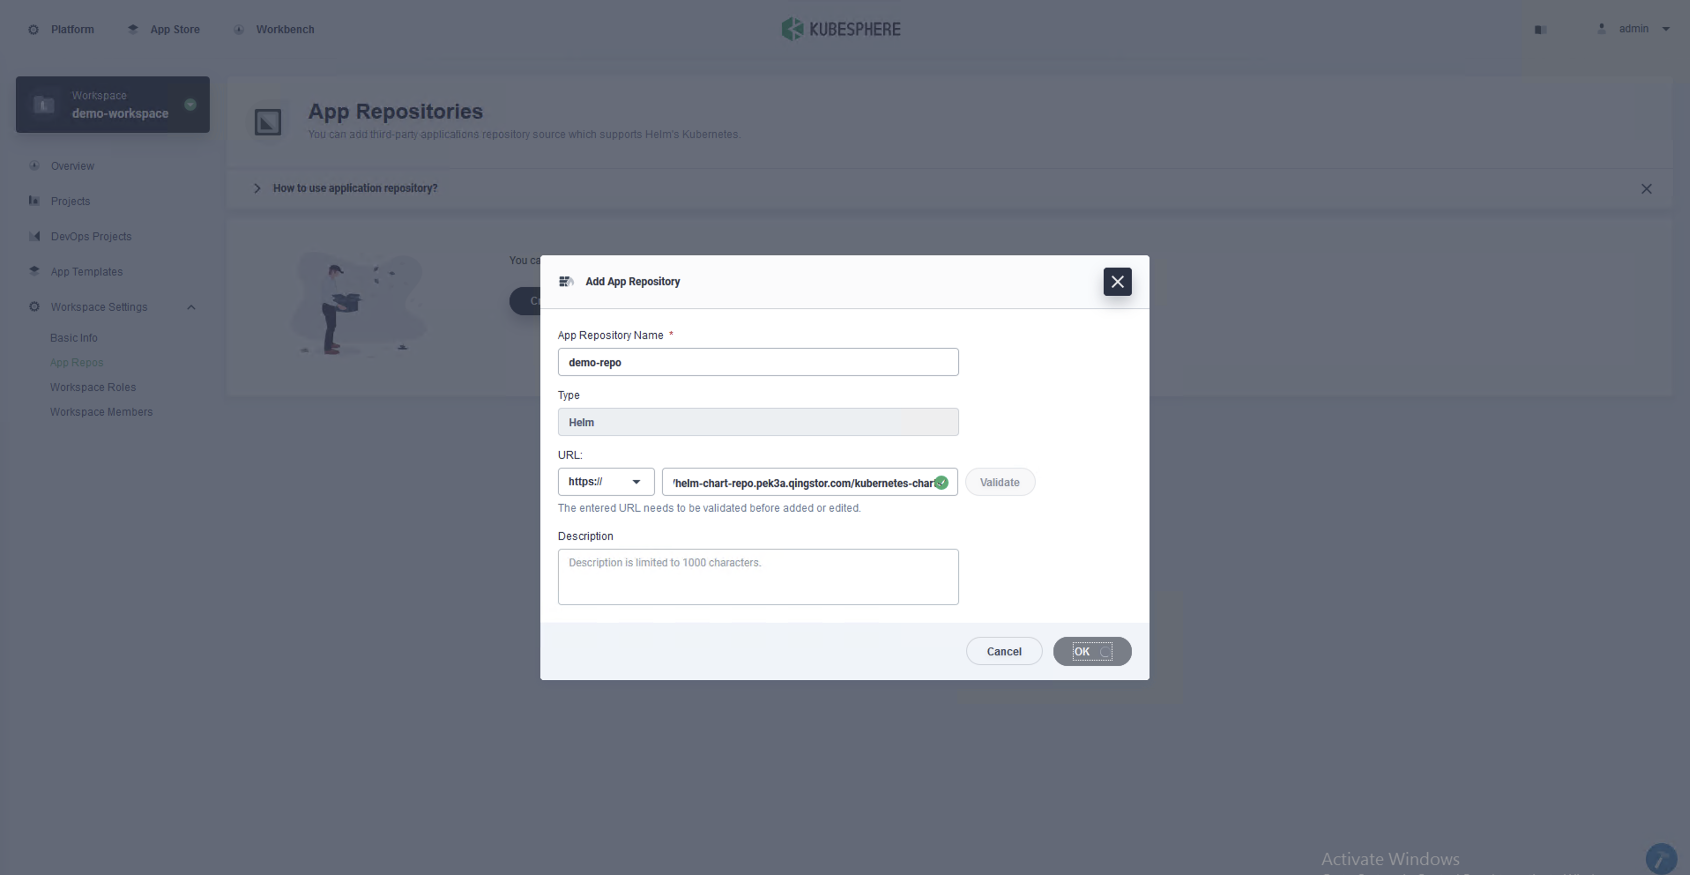 Platform
App Store
Workbench
KUBESPHERE
admin
Workspace
demo-workspace
App Repositories
You can add third-party applications repository source which supports Helm's Kubernetes.
Overview
How to use application repository?
Projects
DevOps Projects
App Templates
Workspace Settings
Basic Info
App Repos
Workspace Roles
Workspace Members
You ca
Add App Repository
App Repository Name *
demo-repo
Type
Helm
URL:
https://
/helm-chart-repo.pek3a.qingstor.com/kubernetes-chart
Validate
The entered URL needs to be validated before added or edited.
Description
Description is limited to 1000 characters.
Cancel
OK
Activate Windows